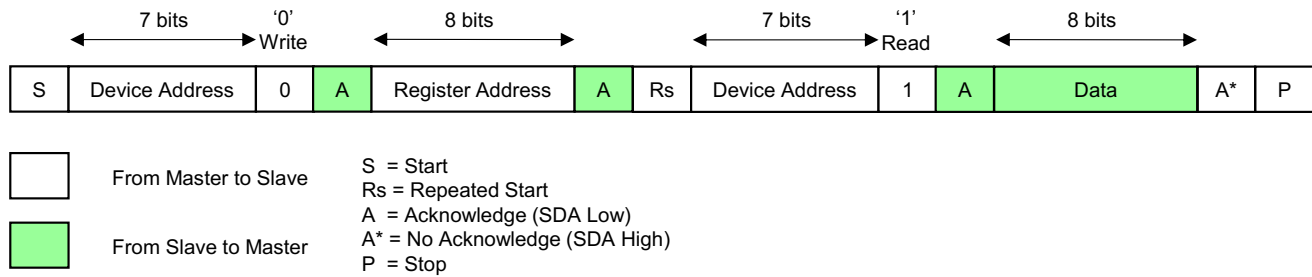 7 bits ‘0’ 8 bits 7 bits ‘1’ 8 bits
Write Read
S Device Address 0 A Register Address A Rs Device Address 1 A Data A* P
From Master to Slave
From Slave to Master
S = Start
Rs = Repeated Start
A = Acknowledge (SDA Low)
A* = No Acknowledge (SDA High)
P = Stop